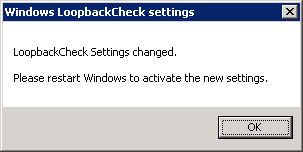 Windows LoopbackCheck settings
LoopbackCheck Settings changed.
Please restart Windows to activate the new settings.
OK